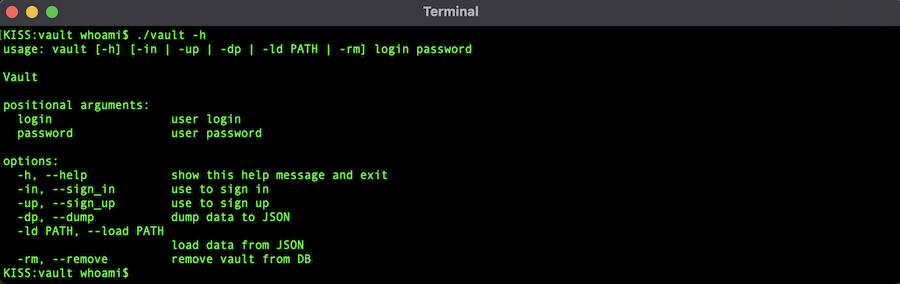 Terminal
KISS:vault whoami$ ./vault -h
usage: vault [-h] [-in | -up | -dp | -ld PATH | -rm] login password
Vault
positional arguments:
login user login
password user password
options:
-h, --help show this help message and exit
-in, --sign_in use to sign in
-up, --sign_up use to sign up
-dp, --dump dump data to JSON
-ld PATH, --load PATH
load data from JSON
-rm, --remove remove vault from DB
KISS:vault whoami$